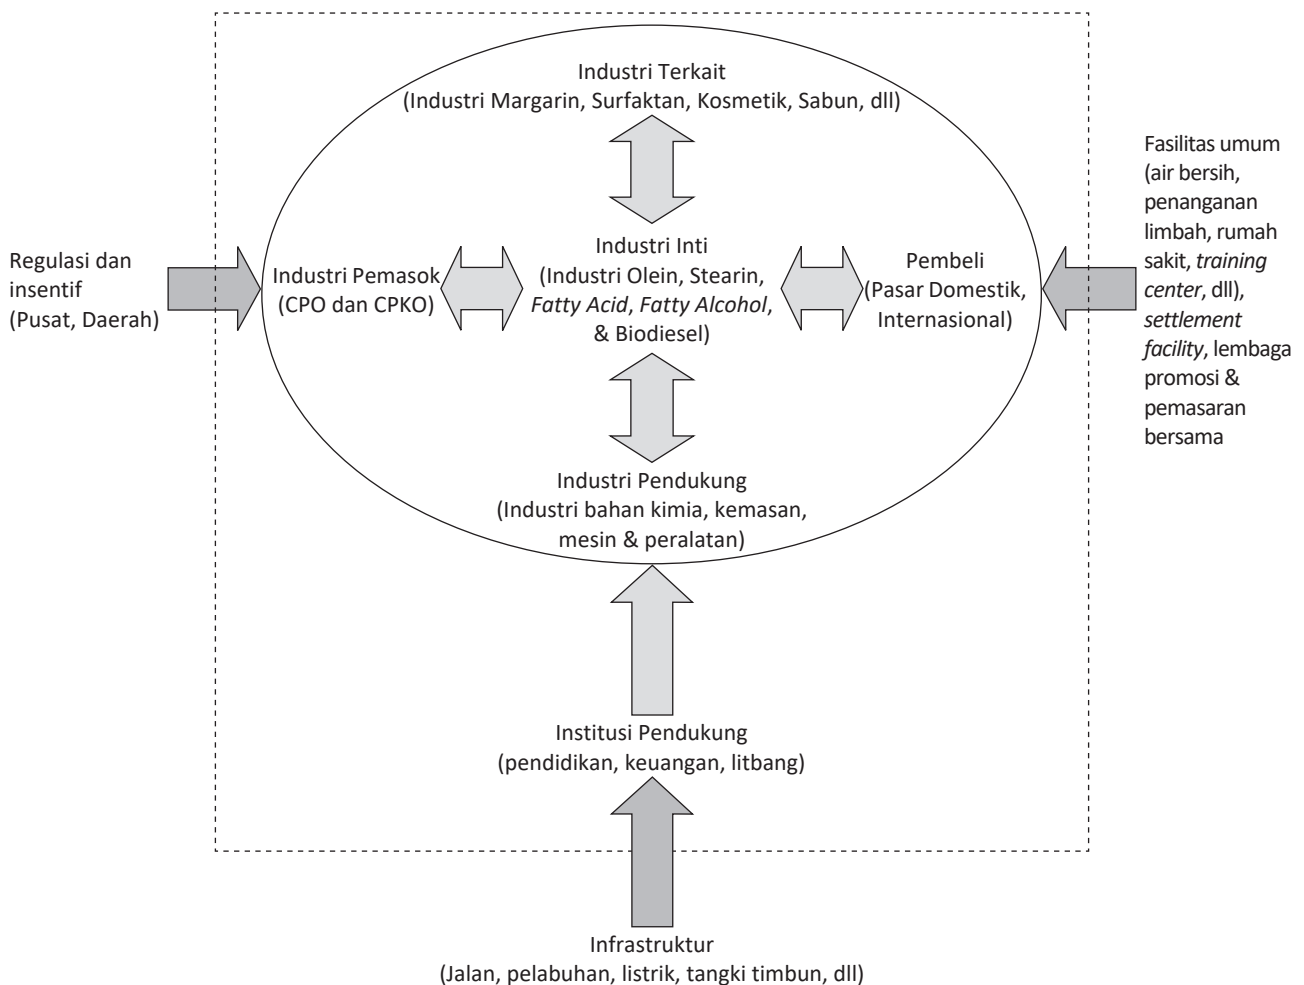 Industri Terkait
(Industri Margarin, Surfaktan, Kosmetik, Sabun, dll)
Regulasi dan
insentif
(Pusat, Daerah)
Industri Pemasok
(CPO dan CPKO)
Industri Inti
(Industri Olein, Stearin,
Fatty Acid, Fatty Alcohol,
& Biodiesel)
Pembeli
(Pasar Domestik,
Internasional)
Fasilitas umum
(air bersih,
penanganan
limbah, rumah
sakit, training
center, dll),
settlement
facility, lembaga
promosi &
pemasaran
bersama
Industri Pendukung
(Industri bahan kimia, kemasan,
mesin & peralatan)
Institusi Pendukung
(pendidikan, keuangan, litbang)
Infrastruktur
(Jalan, pelabuhan, listrik, tangki timbun, dll)